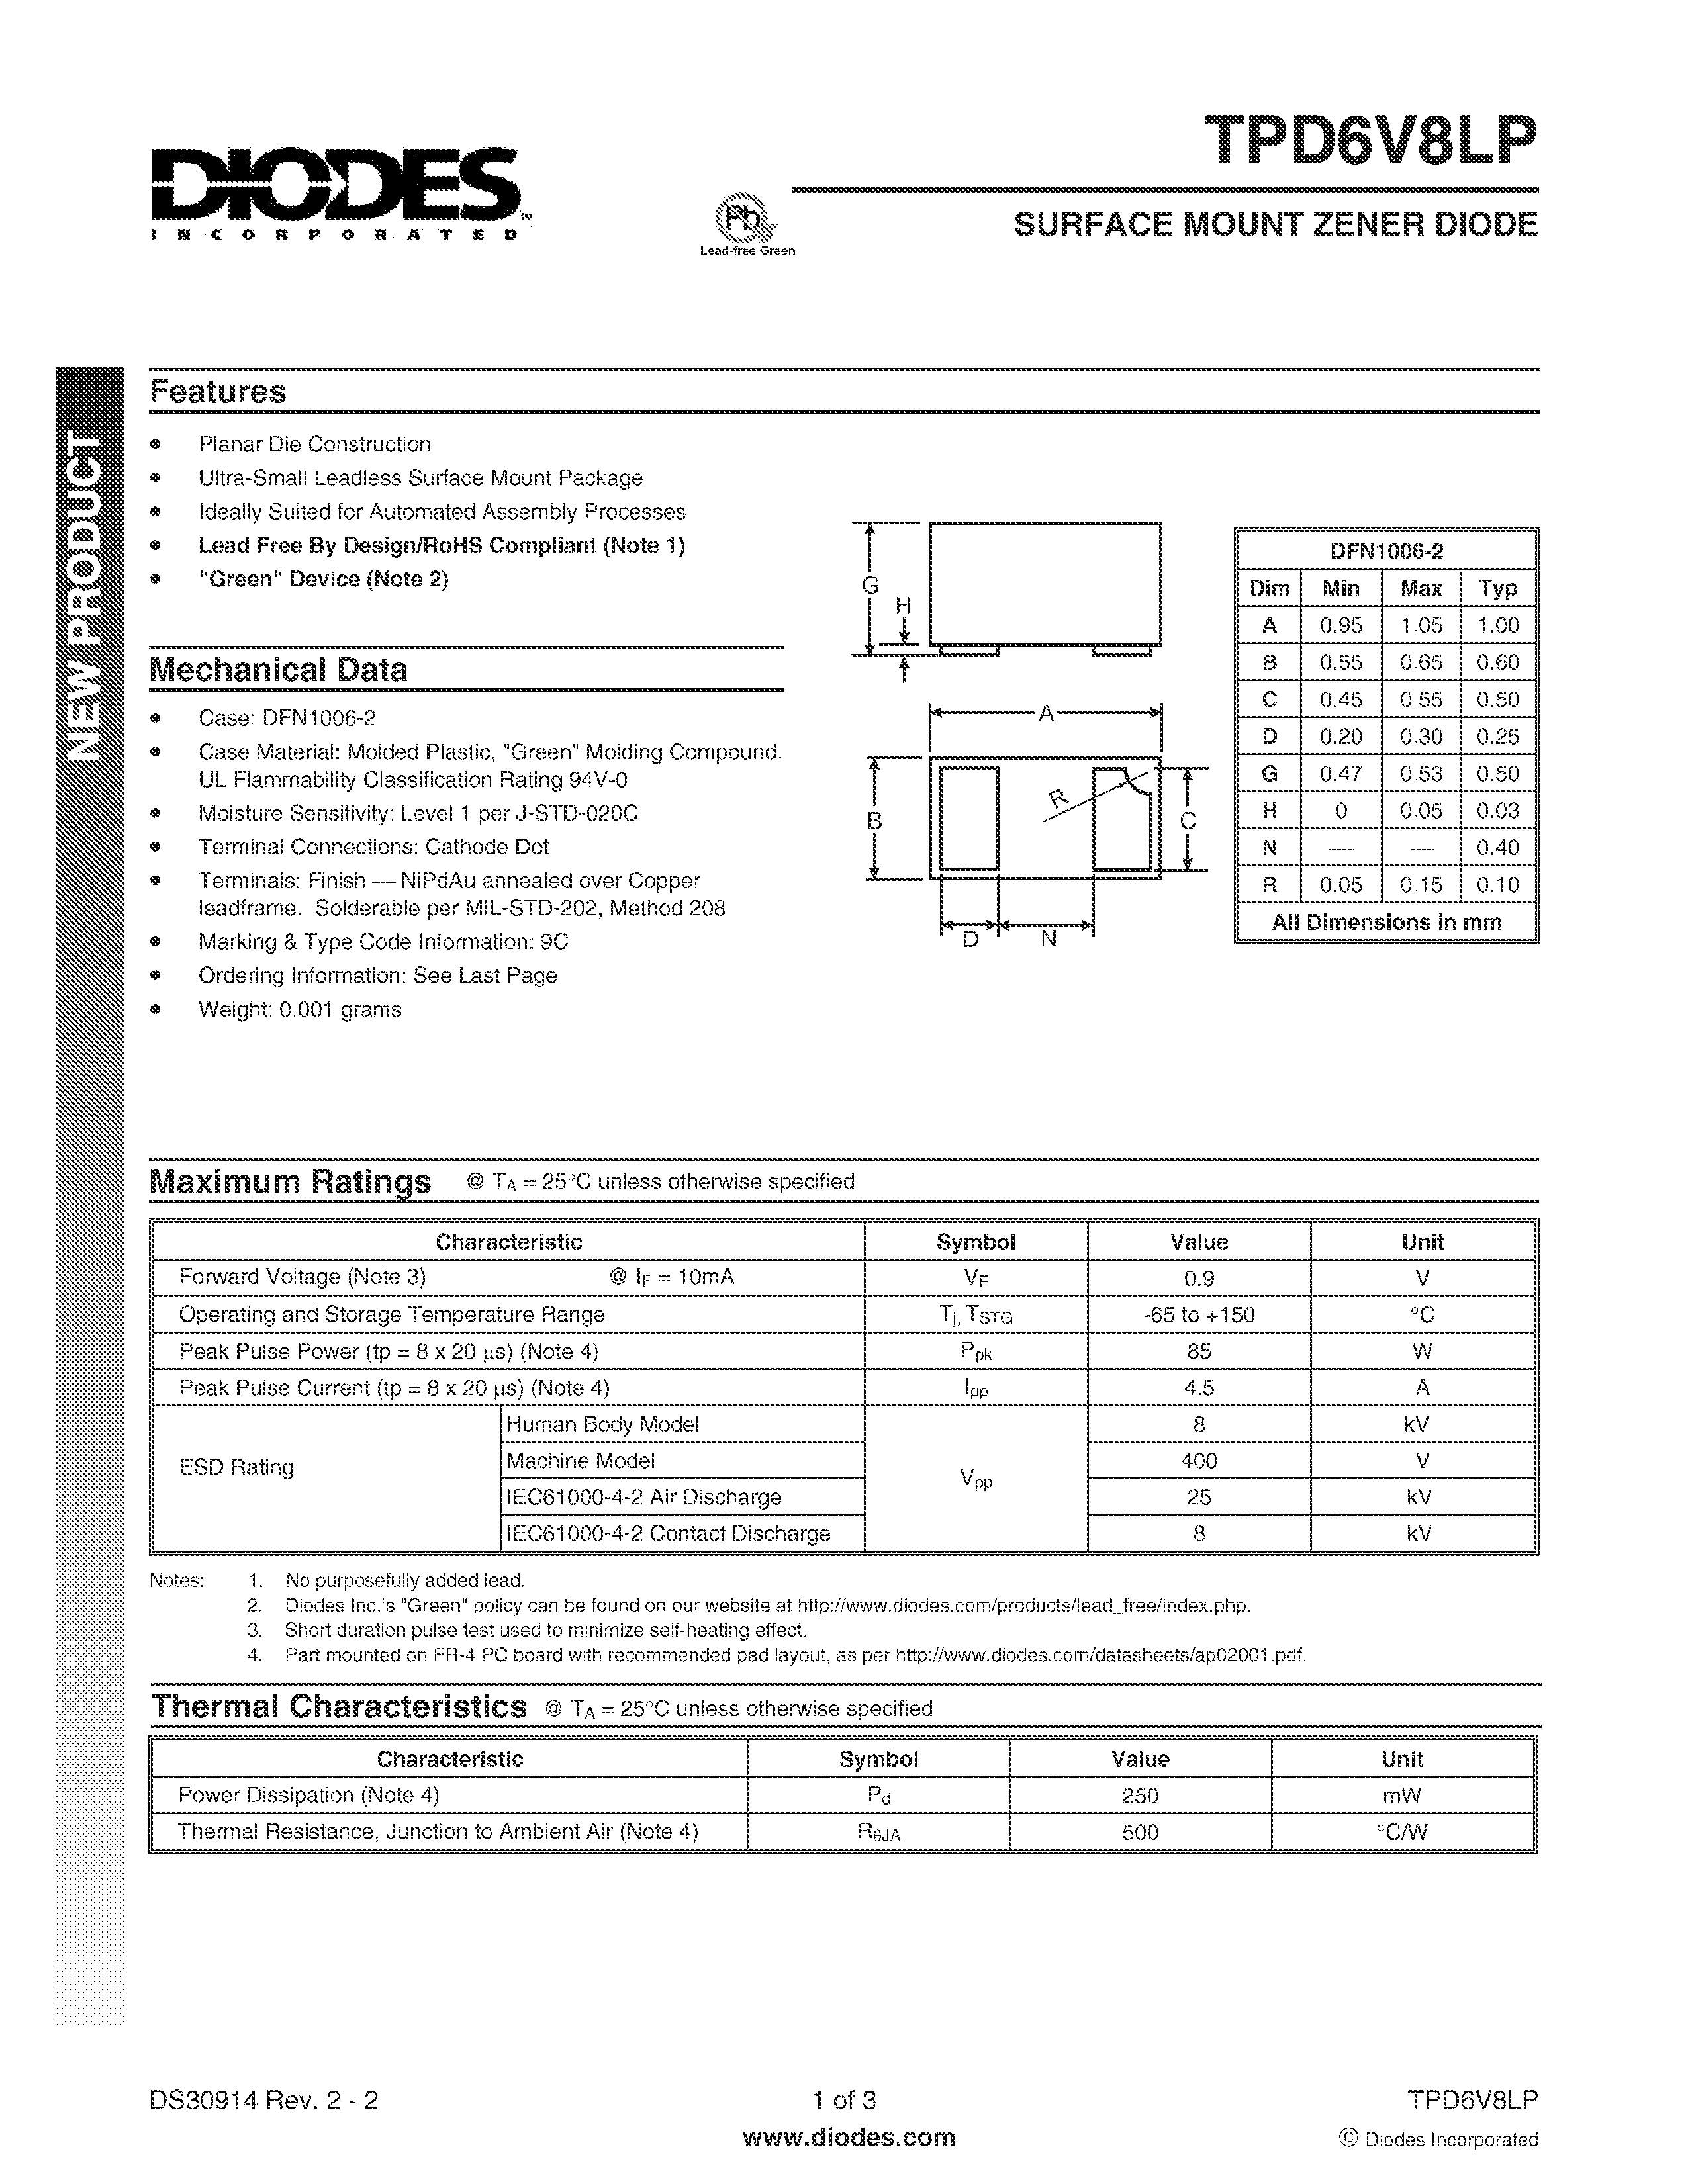 TPD6V8LP
DIODES
INCORPORATED
Pb
Lead-free Green
SURFACE MOUNT ZENER DIODE
NEW PRODUCT
Features
• Planar Die Construction
• Ultra-Small Leadless Surface Mount Package
• Ideally Suited for Automated Assembly Processes
• Lead Free By Design/RoHS Compliant (Note 1)
• "Green" Device (Note 2)
Mechanical Data
• Case: DFN1006-2
• Case Material: Molded Plastic, "Green" Molding Compound.
UL Flammability Classification Rating 94V-0
• Moisture Sensitivity: Level 1 per J-STD-020C
• Terminal Connections: Cathode Dot
• Terminals: Finish — NiPdAu annealed over Copper
leadframe. Solderable per MIL-STD-202, Method 208
• Marking & Type Code Information: 9C
• Ordering Information: See Last Page
• Weight: 0.001 grams
G
H
A
B
R
C
D N
DFN1006-2
Dim Min Max Typ
A 0.95 1.05 1.00
B 0.55 0.65 0.60
C 0.45 0.55 0.50
D 0.20 0.30 0.25
G 0.47 0.53 0.50
H 0 0.05 0.03
N — — 0.40
R 0.05 0.15 0.10
All Dimensions in mm
Maximum Ratings @ TA = 25°C unless otherwise specified
Characteristic Symbol Value Unit
Forward Voltage (Note 3) @ IF = 10mA VF 0.9 V
Operating and Storage Temperature Range Tj, TSTG -65 to +150 °C
Peak Pulse Power (tp = 8 x 20 µs) (Note 4) Ppk 85 W
Peak Pulse Current (tp = 8 x 20 µs) (Note 4) Ipp 4.5 A
ESD Rating Human Body Model Vpp 8 kV
Machine Model 400 V
IEC61000-4-2 Air Discharge 25 kV
IEC61000-4-2 Contact Discharge 8 kV
Notes: 1. No purposefully added lead.
2. Diodes Inc.'s "Green" policy can be found on our website at http://www.diodes.com/products/lead_free/index.php.
3. Short duration pulse test used to minimize self-heating effect.
4. Part mounted on FR-4 PC board with recommended pad layout, as per http://www.diodes.com/datasheets/ap02001.pdf.
Thermal Characteristics @ TA = 25°C unless otherwise specified
Characteristic Symbol Value Unit
Power Dissipation (Note 4) Pd 250 mW
Thermal Resistance, Junction to Ambient Air (Note 4) RθJA 500 °C/W
DS30914 Rev. 2 - 2 1 of 3 TPD6V8LP
www.diodes.com © Diodes Incorporated